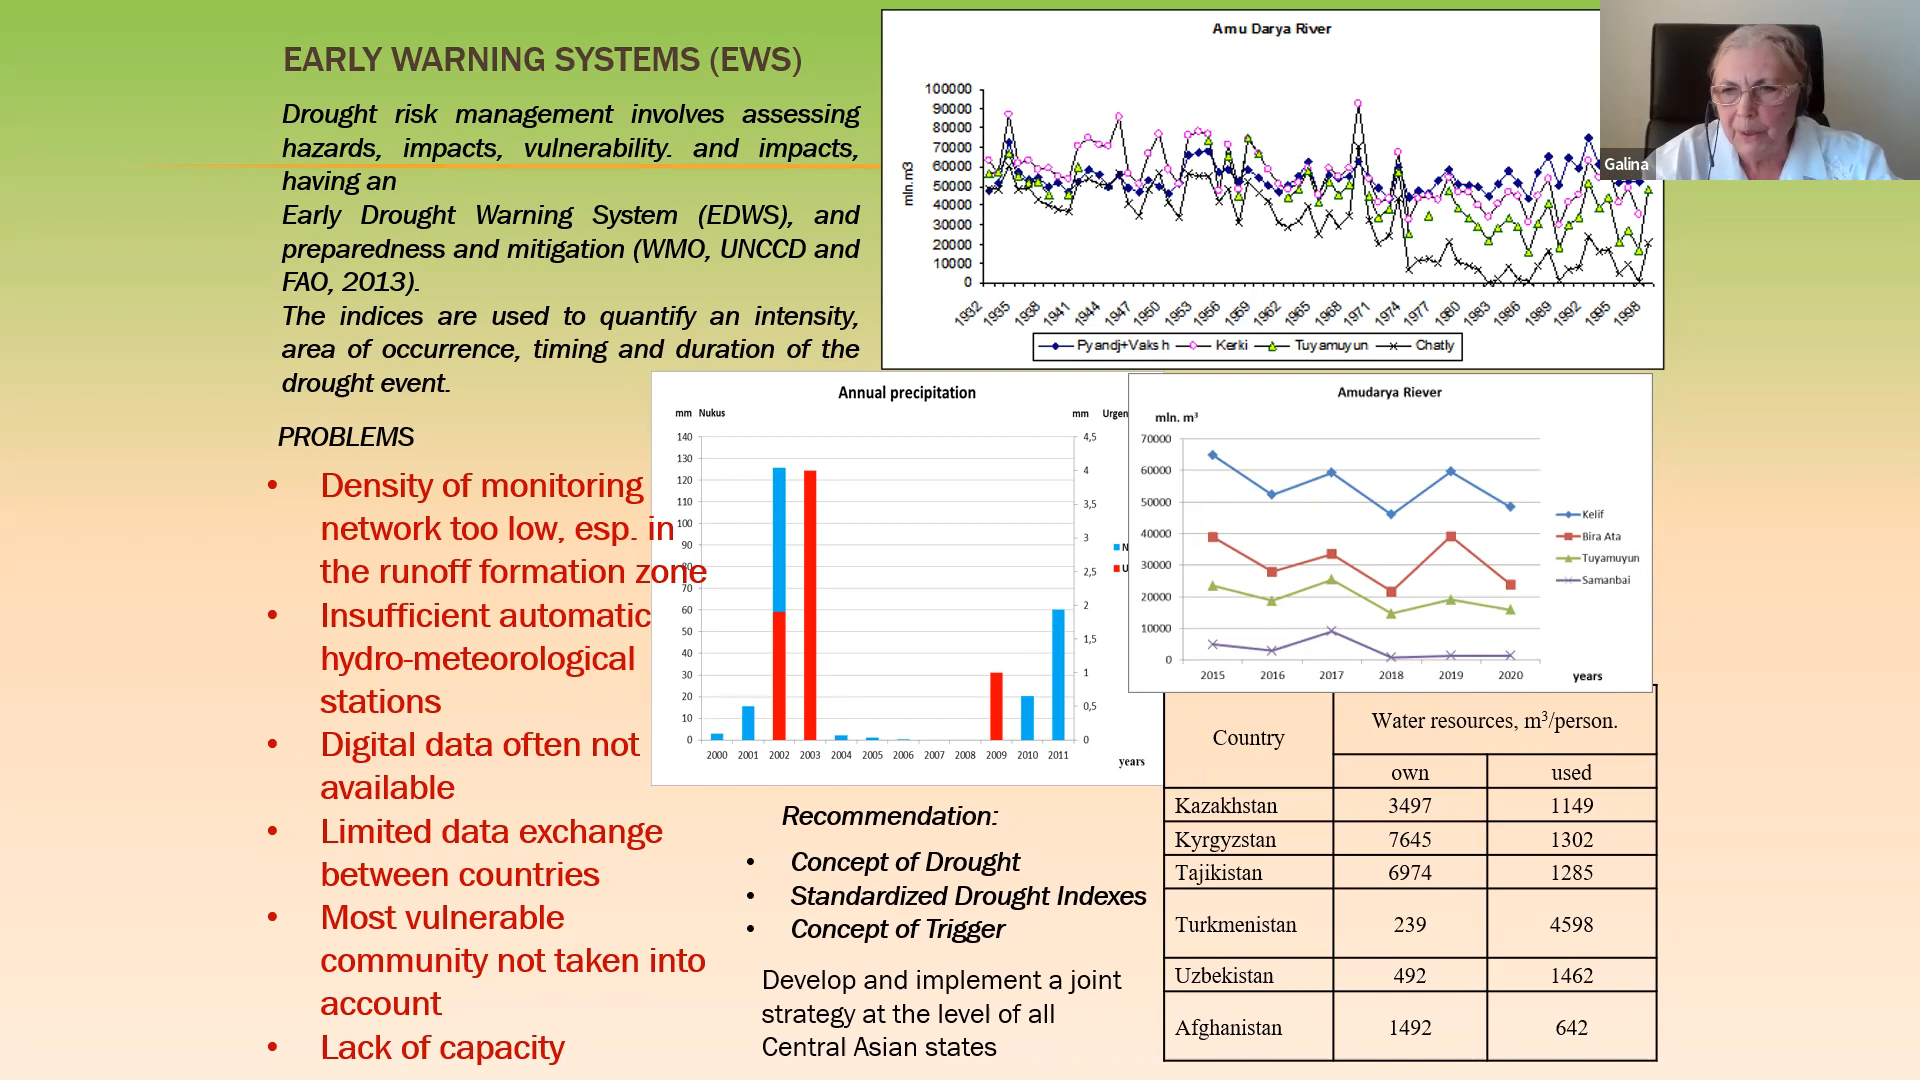 EARLY WARNING SYSTEMS (EWS)
Drought risk management involves assessing
hazards, impacts, vulnerability. and impacts,
having an
Early Drought Warning System (EDWS), and
preparedness and mitigation (WMO, UNCCD and
FAO, 2013).
The indices are used to quantify an intensity,
area of occurrence, timing and duration of the
drought event.
PROBLEMS
• Density of monitoring
network too low, esp. in
the runoff formation zone
• Insufficient automatic
hydro-meteorological
stations
• Digital data often not
available
• Limited data exchange
between countries
• Most vulnerable
community not taken into
account
• Lack of capacity
Amu Darya River
mln.m3
100000
90000
80000
70000
60000
50000
40000
30000
20000
10000
0
1932 1935 1938 1941 1944 1947 1950 1953 1956 1959 1962 1965 1968 1971 1974 1977 1980 1983 1986 1989 1992 1995 1998
Pyandj+Vaksh Kerki Tuyamuyun Chatly
Galina
Annual precipitation
mm Nukus mm Urgen
140 4,5
130
120 4
110 3,5
100
90 3
80
70 2,5
60 2
50 1,5
40
30 1
20 0,5
10
0 0
N
U
2000 2001 2002 2003 2004 2005 2006 2007 2008 2009 2010 2011
years
Amudarya Riever
mln. m³
70000
60000
50000
40000
30000
20000
10000
0
2015 2016 2017 2018 2019 2020
years
Kelif
Bira Ata
Tuyamuyun
Samanbai
Recommendation:
• Concept of Drought
• Standardized Drought Indexes
• Concept of Trigger
Develop and implement a joint
strategy at the level of all
Central Asian states
Country Water resources, m³/person.
own used
Kazakhstan 3497 1149
Kyrgyzstan 7645 1302
Tajikistan 6974 1285
Turkmenistan 239 4598
Uzbekistan 492 1462
Afghanistan 1492 642